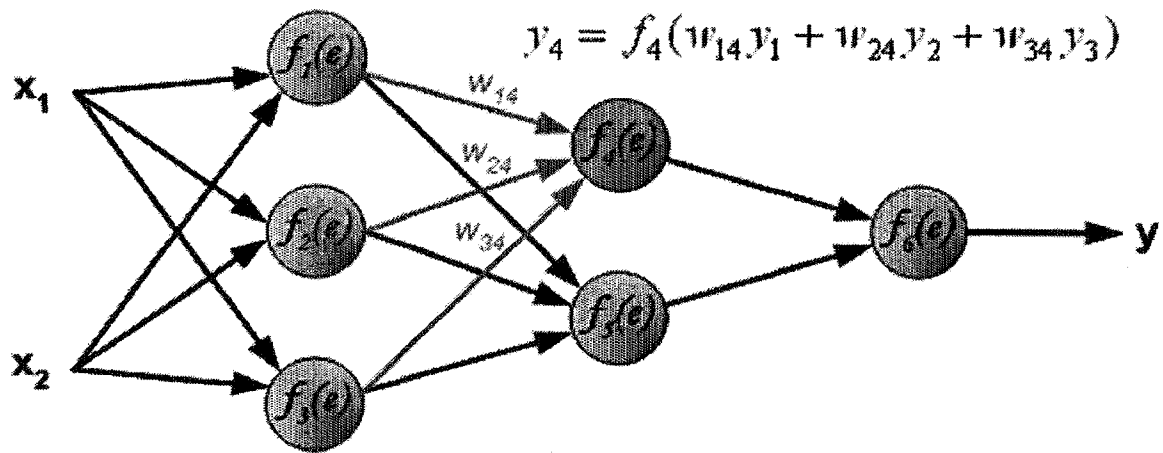 y₄ = f₄(w₁₄y₁ + w₂₄y₂ + w₃₄y₃)
f₁(e)
x₁
w₁₄
f₄(e)
w₂₄
f₂(e)
w₃₄
f₆(e)
y
f₅(e)
x₂
f₃(e)